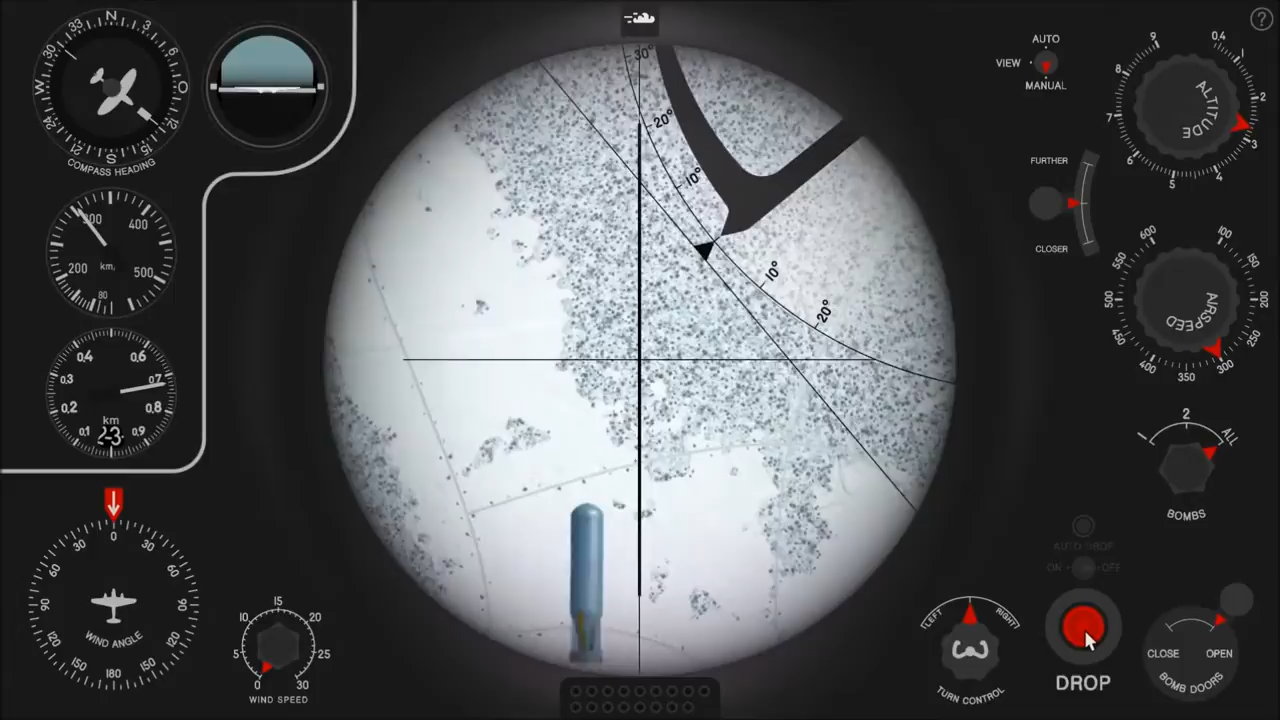 N
3
6
O
12
15
S
21
24
W
30
33
COMPASS HEADING
300
400
200
km,
500
80
0,4
0,6
0,3
0,7
0,2
0,8
km
0,1
0,9
2-3
0
30
30
60
60
90
90
120
120
150
150
180
WIND ANGLE
15
10
20
5
25
0
30
WIND SPEED
30°
20°
10°
10°
20°
?
AUTO
VIEW
MANUAL
FURTHER
CLOSER
9
0.4
1
8
2
7
3
6
4
5
ALTITUDE
600
100
550
150
500
200
450
250
400
300
350
AIRSPEED
2
ALL
BOMBS
AUTO DROP
ON
OFF
LEFT
RIGHT
TURN CONTROL
DROP
CLOSE
OPEN
BOMB DOORS